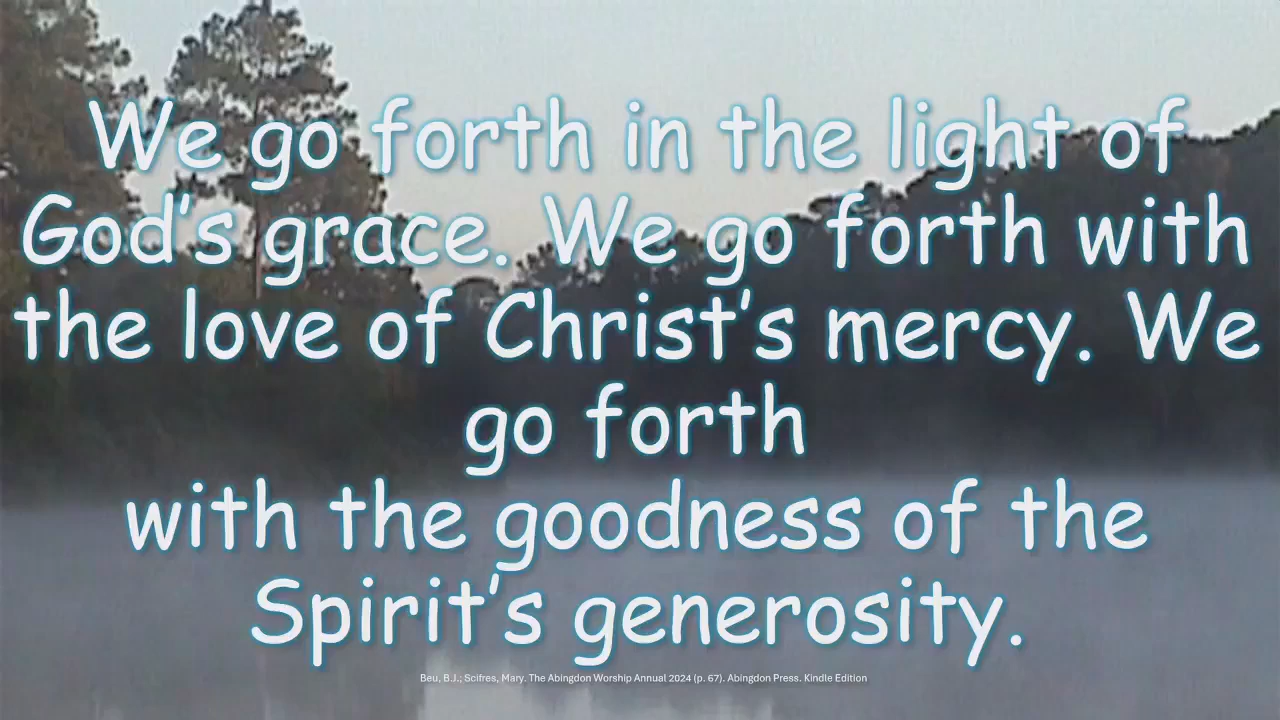 We go forth in the light of
God’s grace. We go forth with
the love of Christ’s mercy. We
go forth
with the goodness of the
Spirit’s generosity.
Beu, B.J.; Scifres, Mary. The Abingdon Worship Annual 2024 (p. 67). Abingdon Press. Kindle Edition